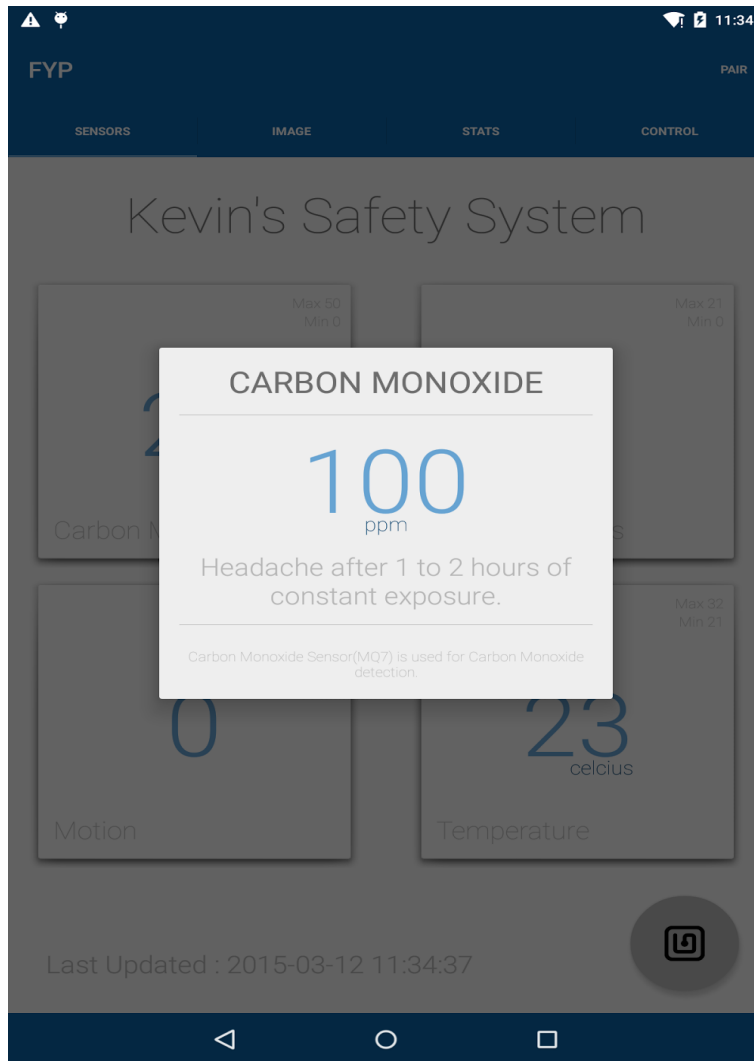 11:34
FYP
PAIR
SENSORS
IMAGE
STATS
CONTROL
Kevin's Safety System
Max 50
Min 0
Max 21
Min 0
CARBON MONOXIDE
100
ppm
Headache after 1 to 2 hours of
constant exposure.
Carbon Monoxide Sensor(MQ7) is used for Carbon Monoxide
detection.
Carbon
Max 32
Min 21
0
23
celcius
Motion
Temperature
Last Updated : 2015-03-12 11:34:37